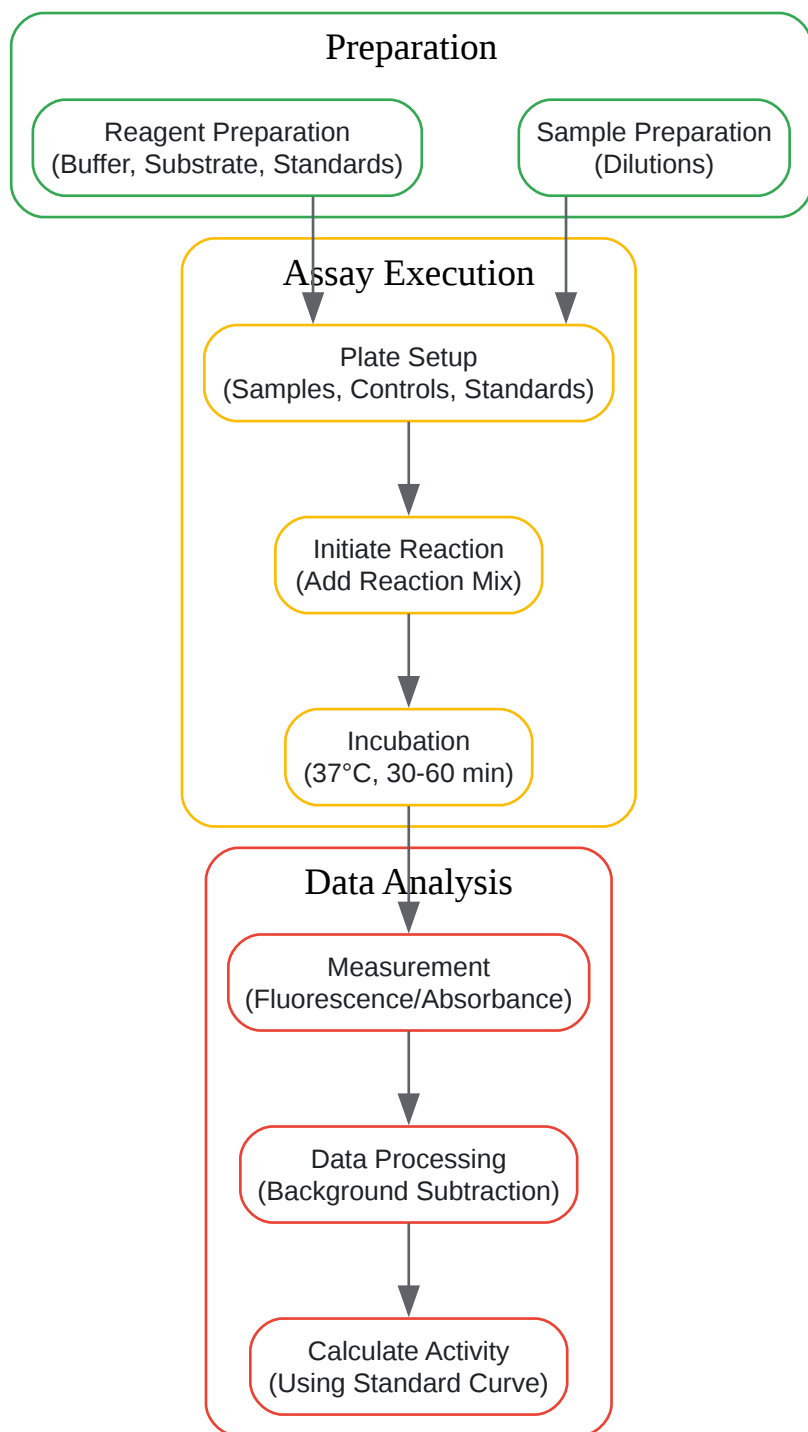 Preparation
Reagent Preparation
(Buffer, Substrate, Standards)
Sample Preparation
(Dilutions)
Assay Execution
Plate Setup
(Samples, Controls, Standards)
Initiate Reaction
(Add Reaction Mix)
Incubation
(37°C, 30-60 min)
Data Analysis
Measurement
(Fluorescence/Absorbance)
Data Processing
(Background Subtraction)
Calculate Activity
(Using Standard Curve)